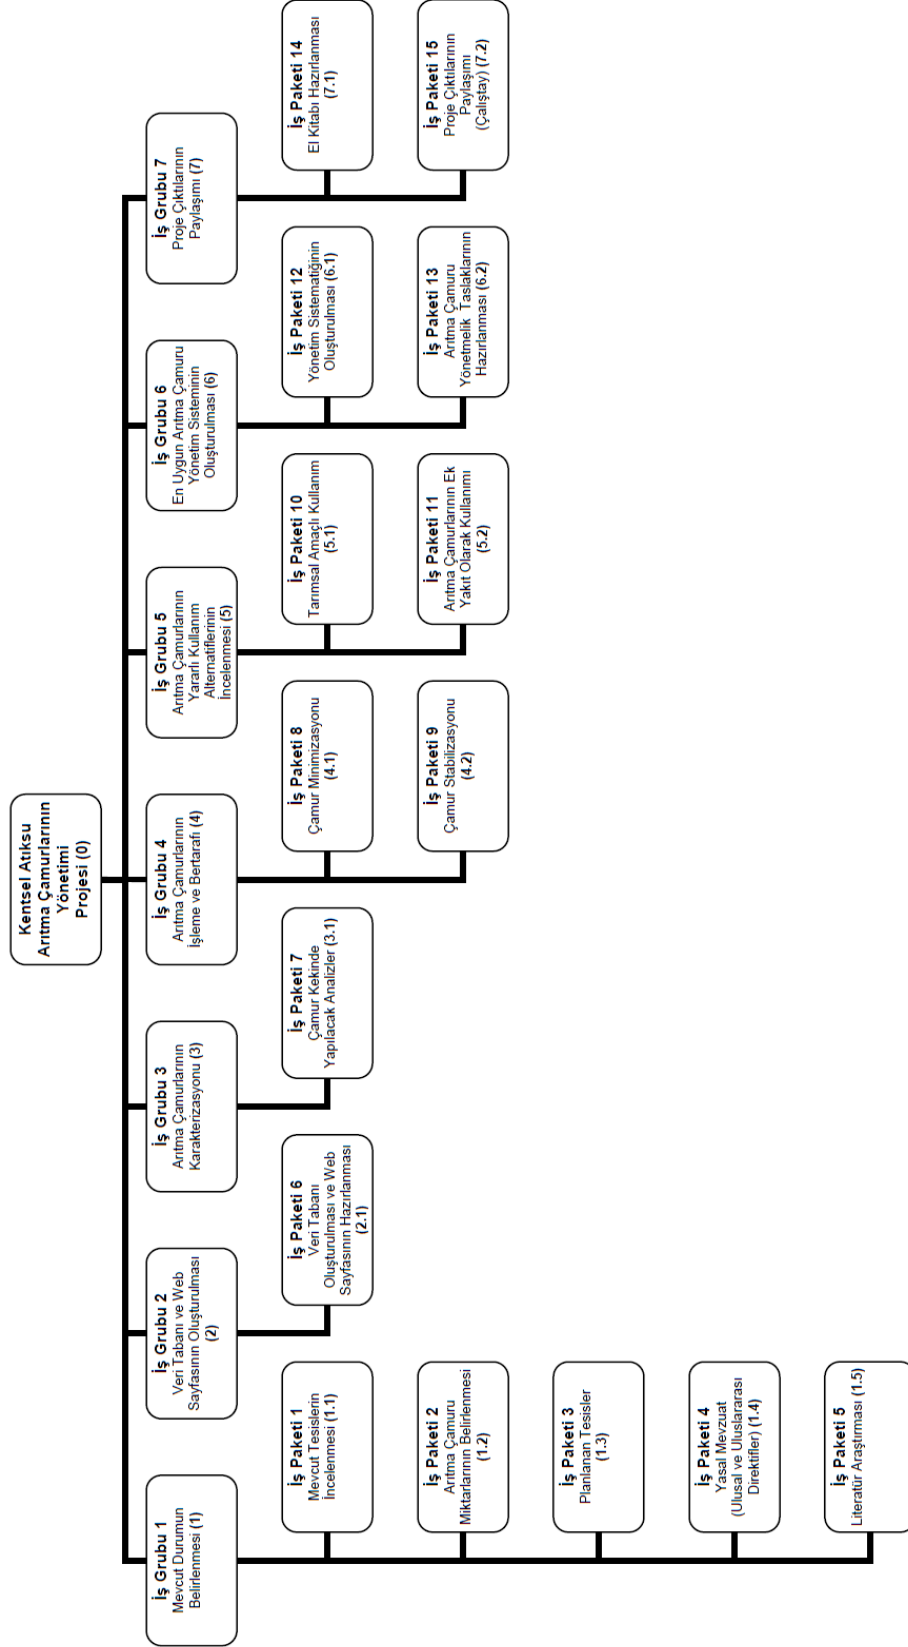 Kentsel Atıksu
Arıtma Çamurlarının
Yönetimi
Projesi (0)
İş Grubu 1
Mevcut Durumun
Belirlenmesi (1)
İş Grubu 2
Veri Tabanı ve Web
Sayfasının Oluşturulması
(2)
İş Grubu 3
Arıtma Çamurlarının
Karakterizasyonu (3)
İş Grubu 4
Arıtma Çamurlarının
İşleme ve Bertarafı (4)
İş Grubu 5
Arıtma Çamurlarının
Yararlı Kullanım
Alternatiflerinin
İncelenmesi (5)
İş Grubu 6
En Uygun Arıtma Çamuru
Yönetim Sisteminin
Oluşturulması (6)
İş Grubu 7
Proje Çıktılarının
Paylaşımı (7)
İş Paketi 1
Mevcut Tesislerin
İncelenmesi (1.1)
İş Paketi 2
Arıtma Çamuru
Miktarlarının Belirlenmesi
(1.2)
İş Paketi 3
Planlanan Tesisler
(1.3)
İş Paketi 4
Yasal Mevzuat
(Ulusal ve Uluslararası
Direktifler) (1.4)
İş Paketi 5
Literatür Araştırması (1.5)
İş Paketi 6
Veri Tabanı
Oluşturulması ve Web
Sayfasının Hazırlanması
(2.1)
İş Paketi 7
Çamur Kekinde
Yapılacak Analizler (3.1)
İş Paketi 8
Çamur Minimizasyonu
(4.1)
İş Paketi 9
Çamur Stabilizasyonu
(4.2)
İş Paketi 10
Tarımsal Amaçlı Kullanım
(5.1)
İş Paketi 11
Arıtma Çamurlarının Ek
Yakıt Olarak Kullanımı
(5.2)
İş Paketi 12
Yönetim Sistematiğinin
Oluşturulması (6.1)
İş Paketi 13
Arıtma Çamuru
Yönetmelik Taslaklarının
Hazırlanması (6.2)
İş Paketi 14
El Kitabı Hazırlanması
(7.1)
İş Paketi 15
Proje Çıktılarının
Paylaşımı
(Çalıştay) (7.2)